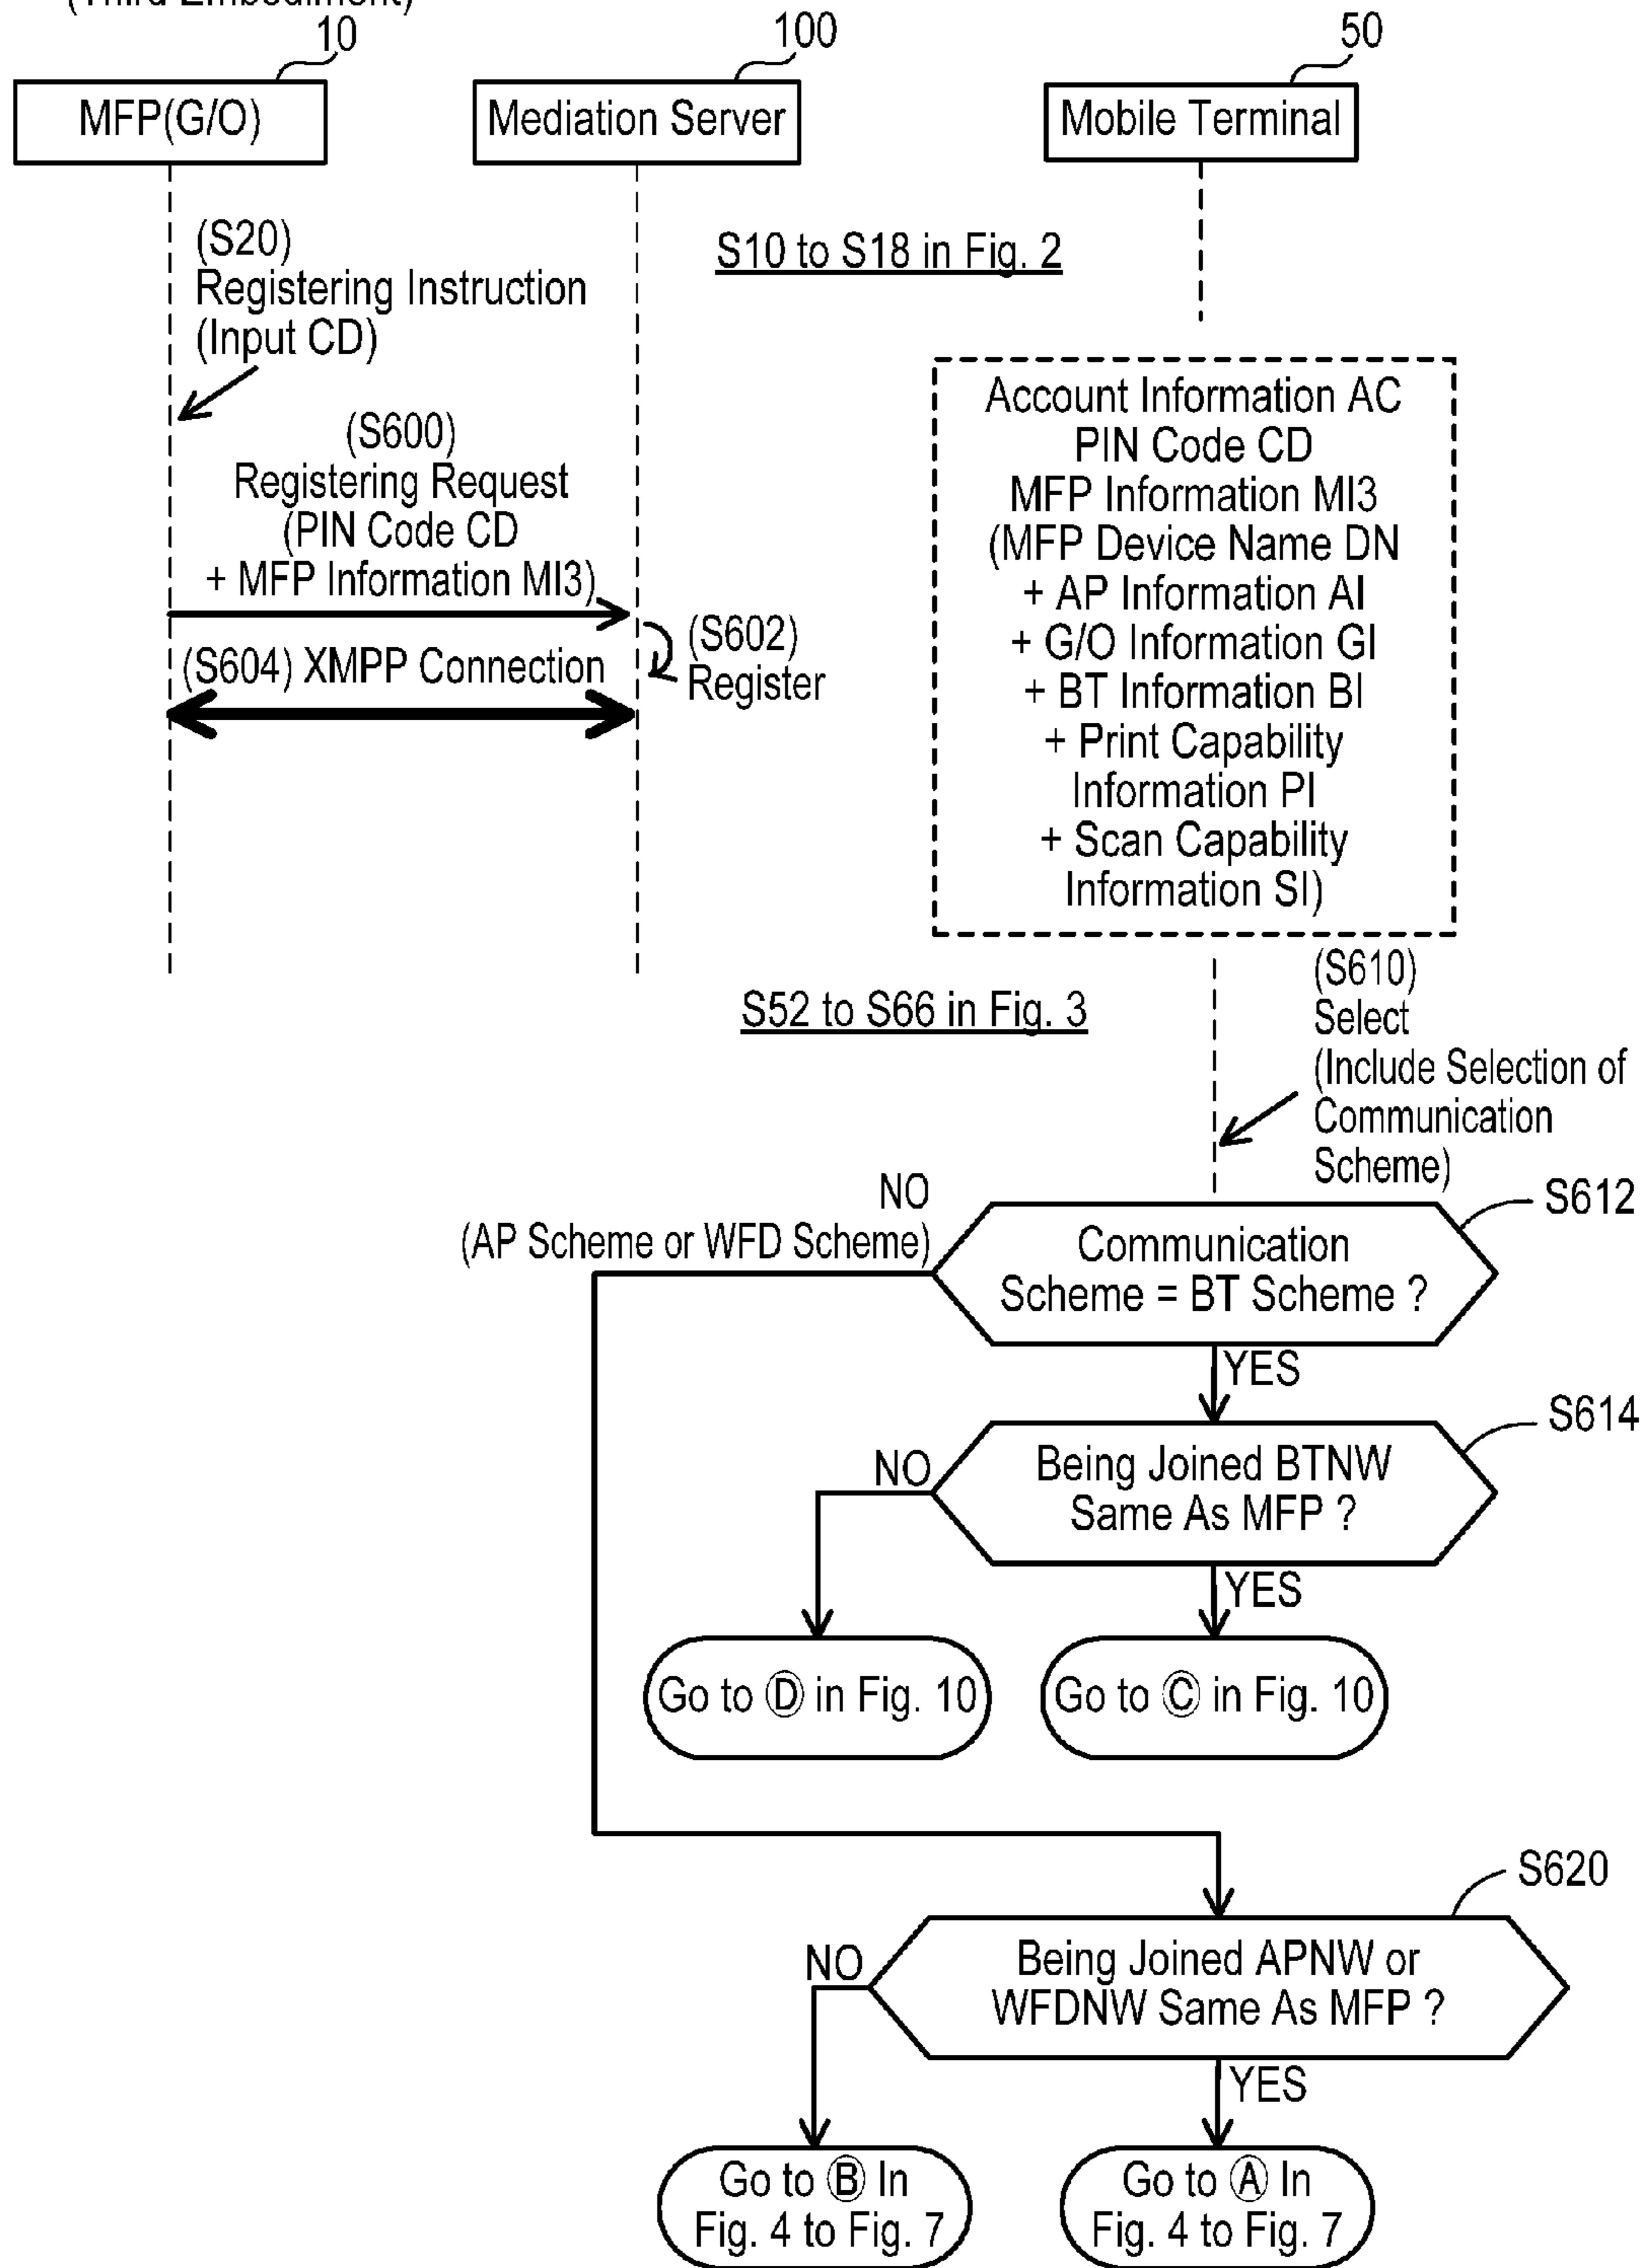 (Third Embodiment)
10
100
50
MFP(G/O)
Mediation Server
Mobile Terminal
(S20)
Registering Instruction
(Input CD)
S10 to S18 in Fig. 2
(S600)
Registering Request
(PIN Code CD
+ MFP Information MI3)
(S602)
Register
(S604) XMPP Connection
Account Information AC
PIN Code CD
MFP Information MI3
(MFP Device Name DN
+ AP Information AI
+ G/O Information GI
+ BT Information BI
+ Print Capability
Information PI
+ Scan Capability
Information SI)
S52 to S66 in Fig. 3
(S610)
Select
(Include Selection of
Communication
Scheme)
NO
(AP Scheme or WFD Scheme)
S612
Communication
Scheme = BT Scheme ?
YES
S614
NO
Being Joined BTNW
Same As MFP ?
YES
Go to Ⓓ in Fig. 10
Go to Ⓒ in Fig. 10
S620
NO
Being Joined APNW or
WFDNW Same As MFP ?
YES
Go to Ⓑ In
Fig. 4 to Fig. 7
Go to Ⓐ In
Fig. 4 to Fig. 7